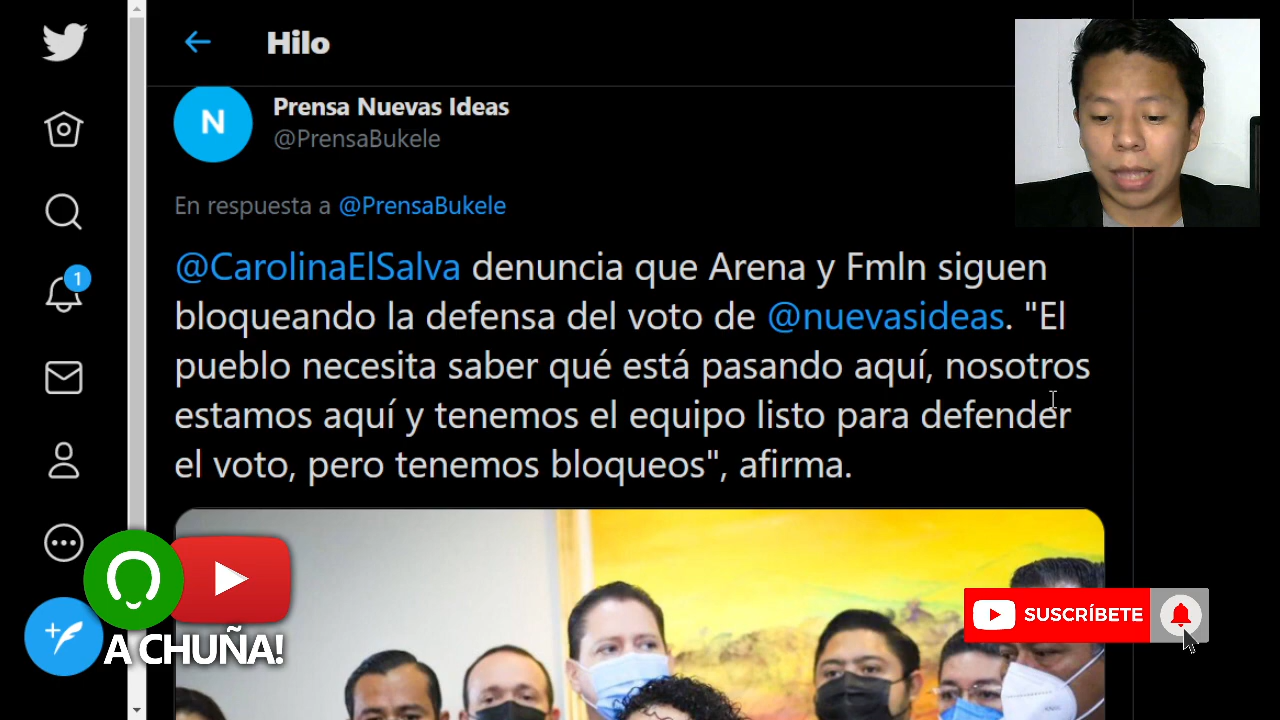 Hilo
N
Prensa Nuevas Ideas
@PrensaBukele
En respuesta a @PrensaBukele
@CarolinaElSalva denuncia que Arena y Fmln siguen
bloqueando la defensa del voto de @nuevasideas. "El
pueblo necesita saber qué está pasando aquí, nosotros
estamos aquí y tenemos el equipo listo para defender
el voto, pero tenemos bloqueos", afirma.
1
A CHUÑA!
SUSCRÍBETE